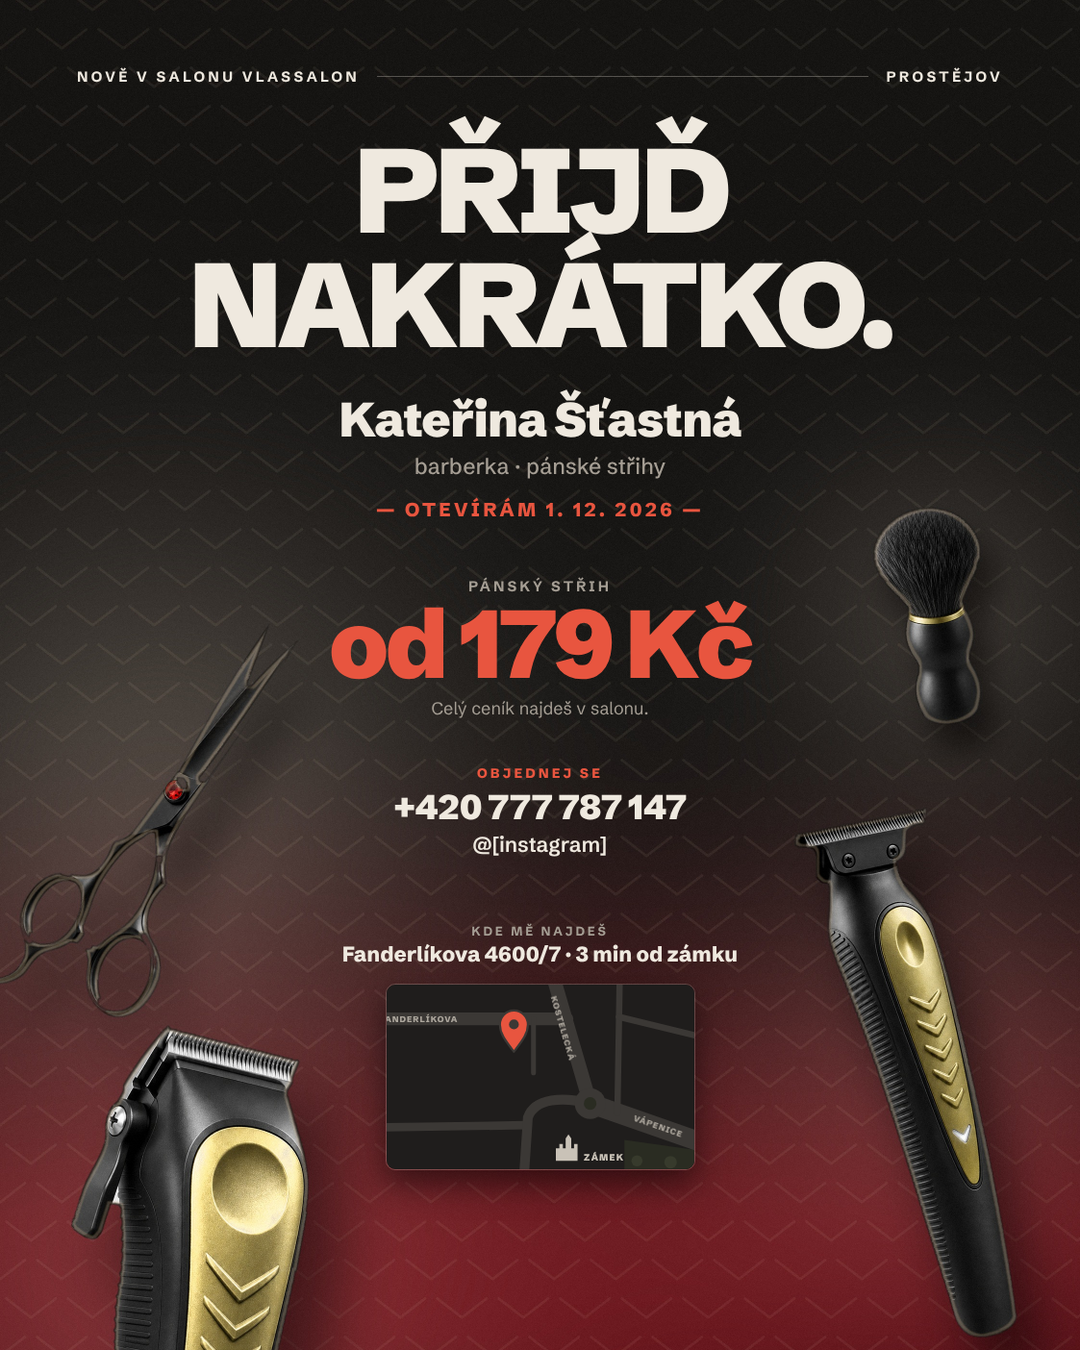 NOVĚ V SALONU VLASSALON
PROSTĚJOV
PŘIJĎ
NAKRÁTKO.
Kateřina Šťastná
barberka · pánské střihy
— OTEVÍRÁM 1. 12. 2026 —
PÁNSKÝ STŘIH
od 179 Kč
Celý ceník najdeš v salonu.
OBJEDNEJ SE
+420 777 787 147
@[instagram]
KDE MĚ NAJDEŠ
Fanderlíkova 4600/7 · 3 min od zámku
ANDERLÍKOVA
KOSTELECKÁ
VÁPENICE
ZÁMEK